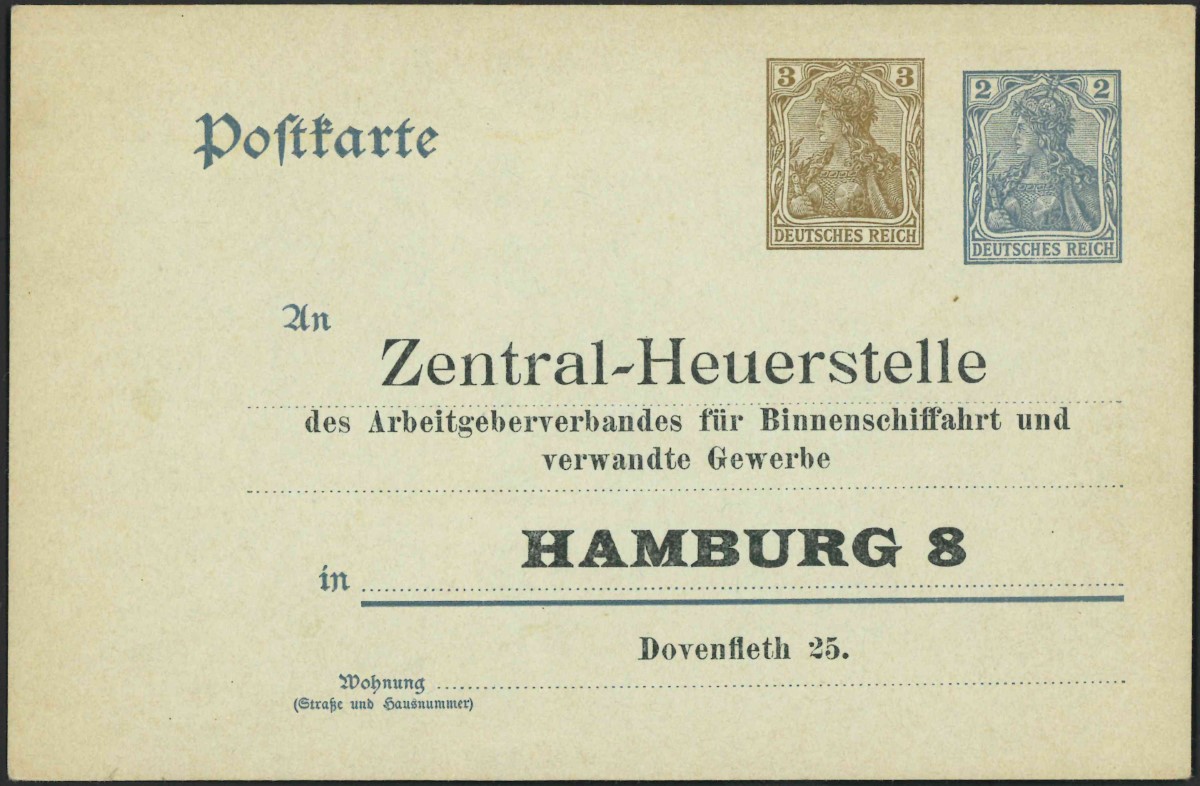 Postkarte
3 3
DEUTSCHES REICH
2 2
DEUTSCHES REICH
An
Zentral-Heuerstelle
des Arbeitgeberverbandes für Binnenschiffahrt und
verwandte Gewerbe
in HAMBURG 8
Dovenfleth 25.
Wohnung
(Straße und Hausnummer)